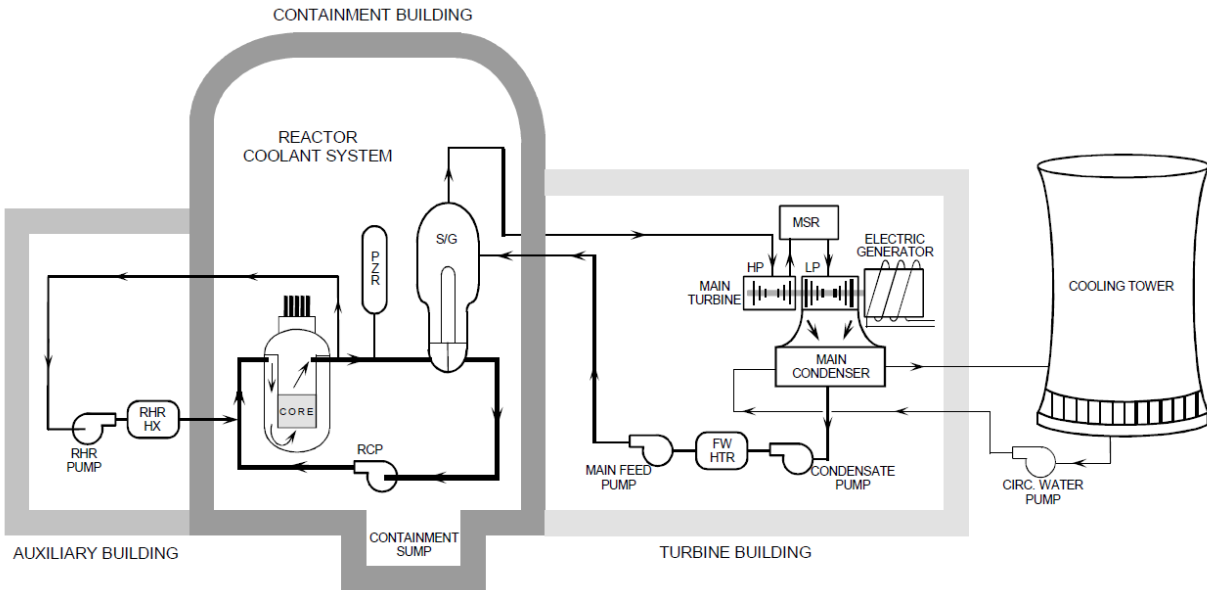 CONTAINMENT BUILDING
REACTOR
COOLANT SYSTEM
S/G
P
Z
R
MSR
ELECTRIC
GENERATOR
HP
LP
MAIN
TURBINE
COOLING TOWER
MAIN
CONDENSER
CORE
RHR
HX
RHR
PUMP
RCP
FW
HTR
MAIN FEED
PUMP
CONDENSATE
PUMP
CIRC. WATER
PUMP
CONTAINMENT
SUMP
AUXILIARY BUILDING
TURBINE BUILDING